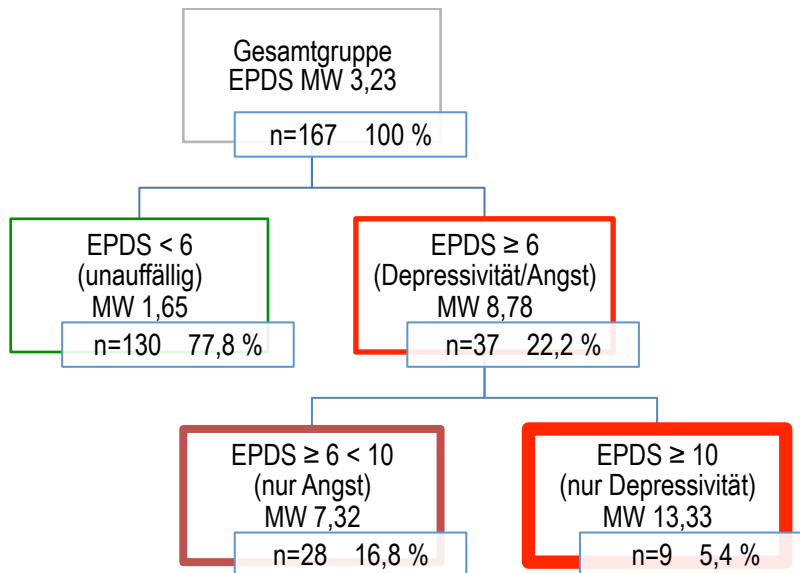 Gesamtgruppe
EPDS MW 3,23
n=167 100 %
EPDS < 6
(unauffällig)
MW 1,65
n=130 77,8 %
EPDS ≥ 6
(Depressivität/Angst)
MW 8,78
n=37 22,2 %
EPDS ≥ 6 < 10
(nur Angst)
MW 7,32
n=28 16,8 %
EPDS ≥ 10
(nur Depressivität)
MW 13,33
n=9 5,4 %